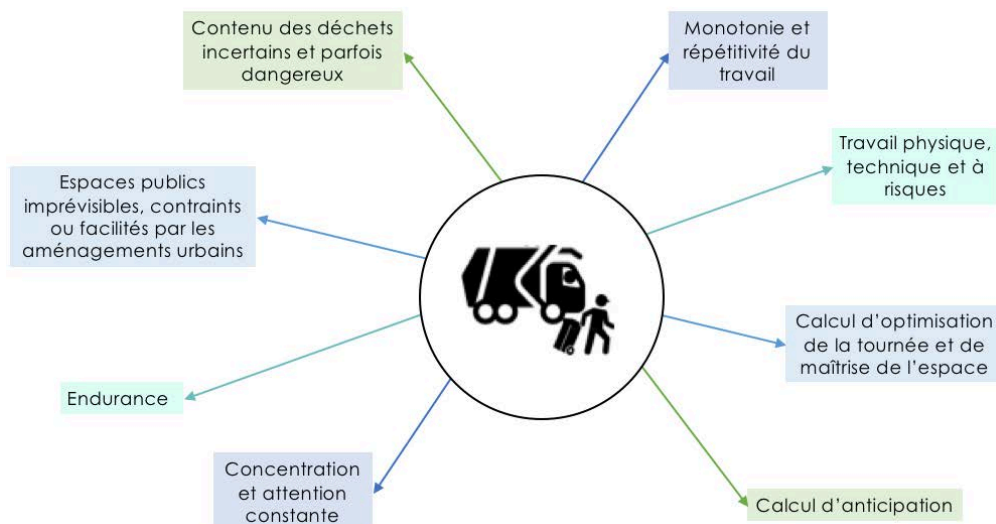 Contenu des déchets
incertains et parfois
dangereux
Monotonie et
répétitivité du
travail
Travail physique,
technique et à
risques
Espaces publics
imprévisibles, contraints
ou facilités par les
aménagements urbains
Calcul d’optimisation
de la tournée et de
maîtrise de l’espace
Endurance
Concentration
et attention
constante
Calcul d’anticipation